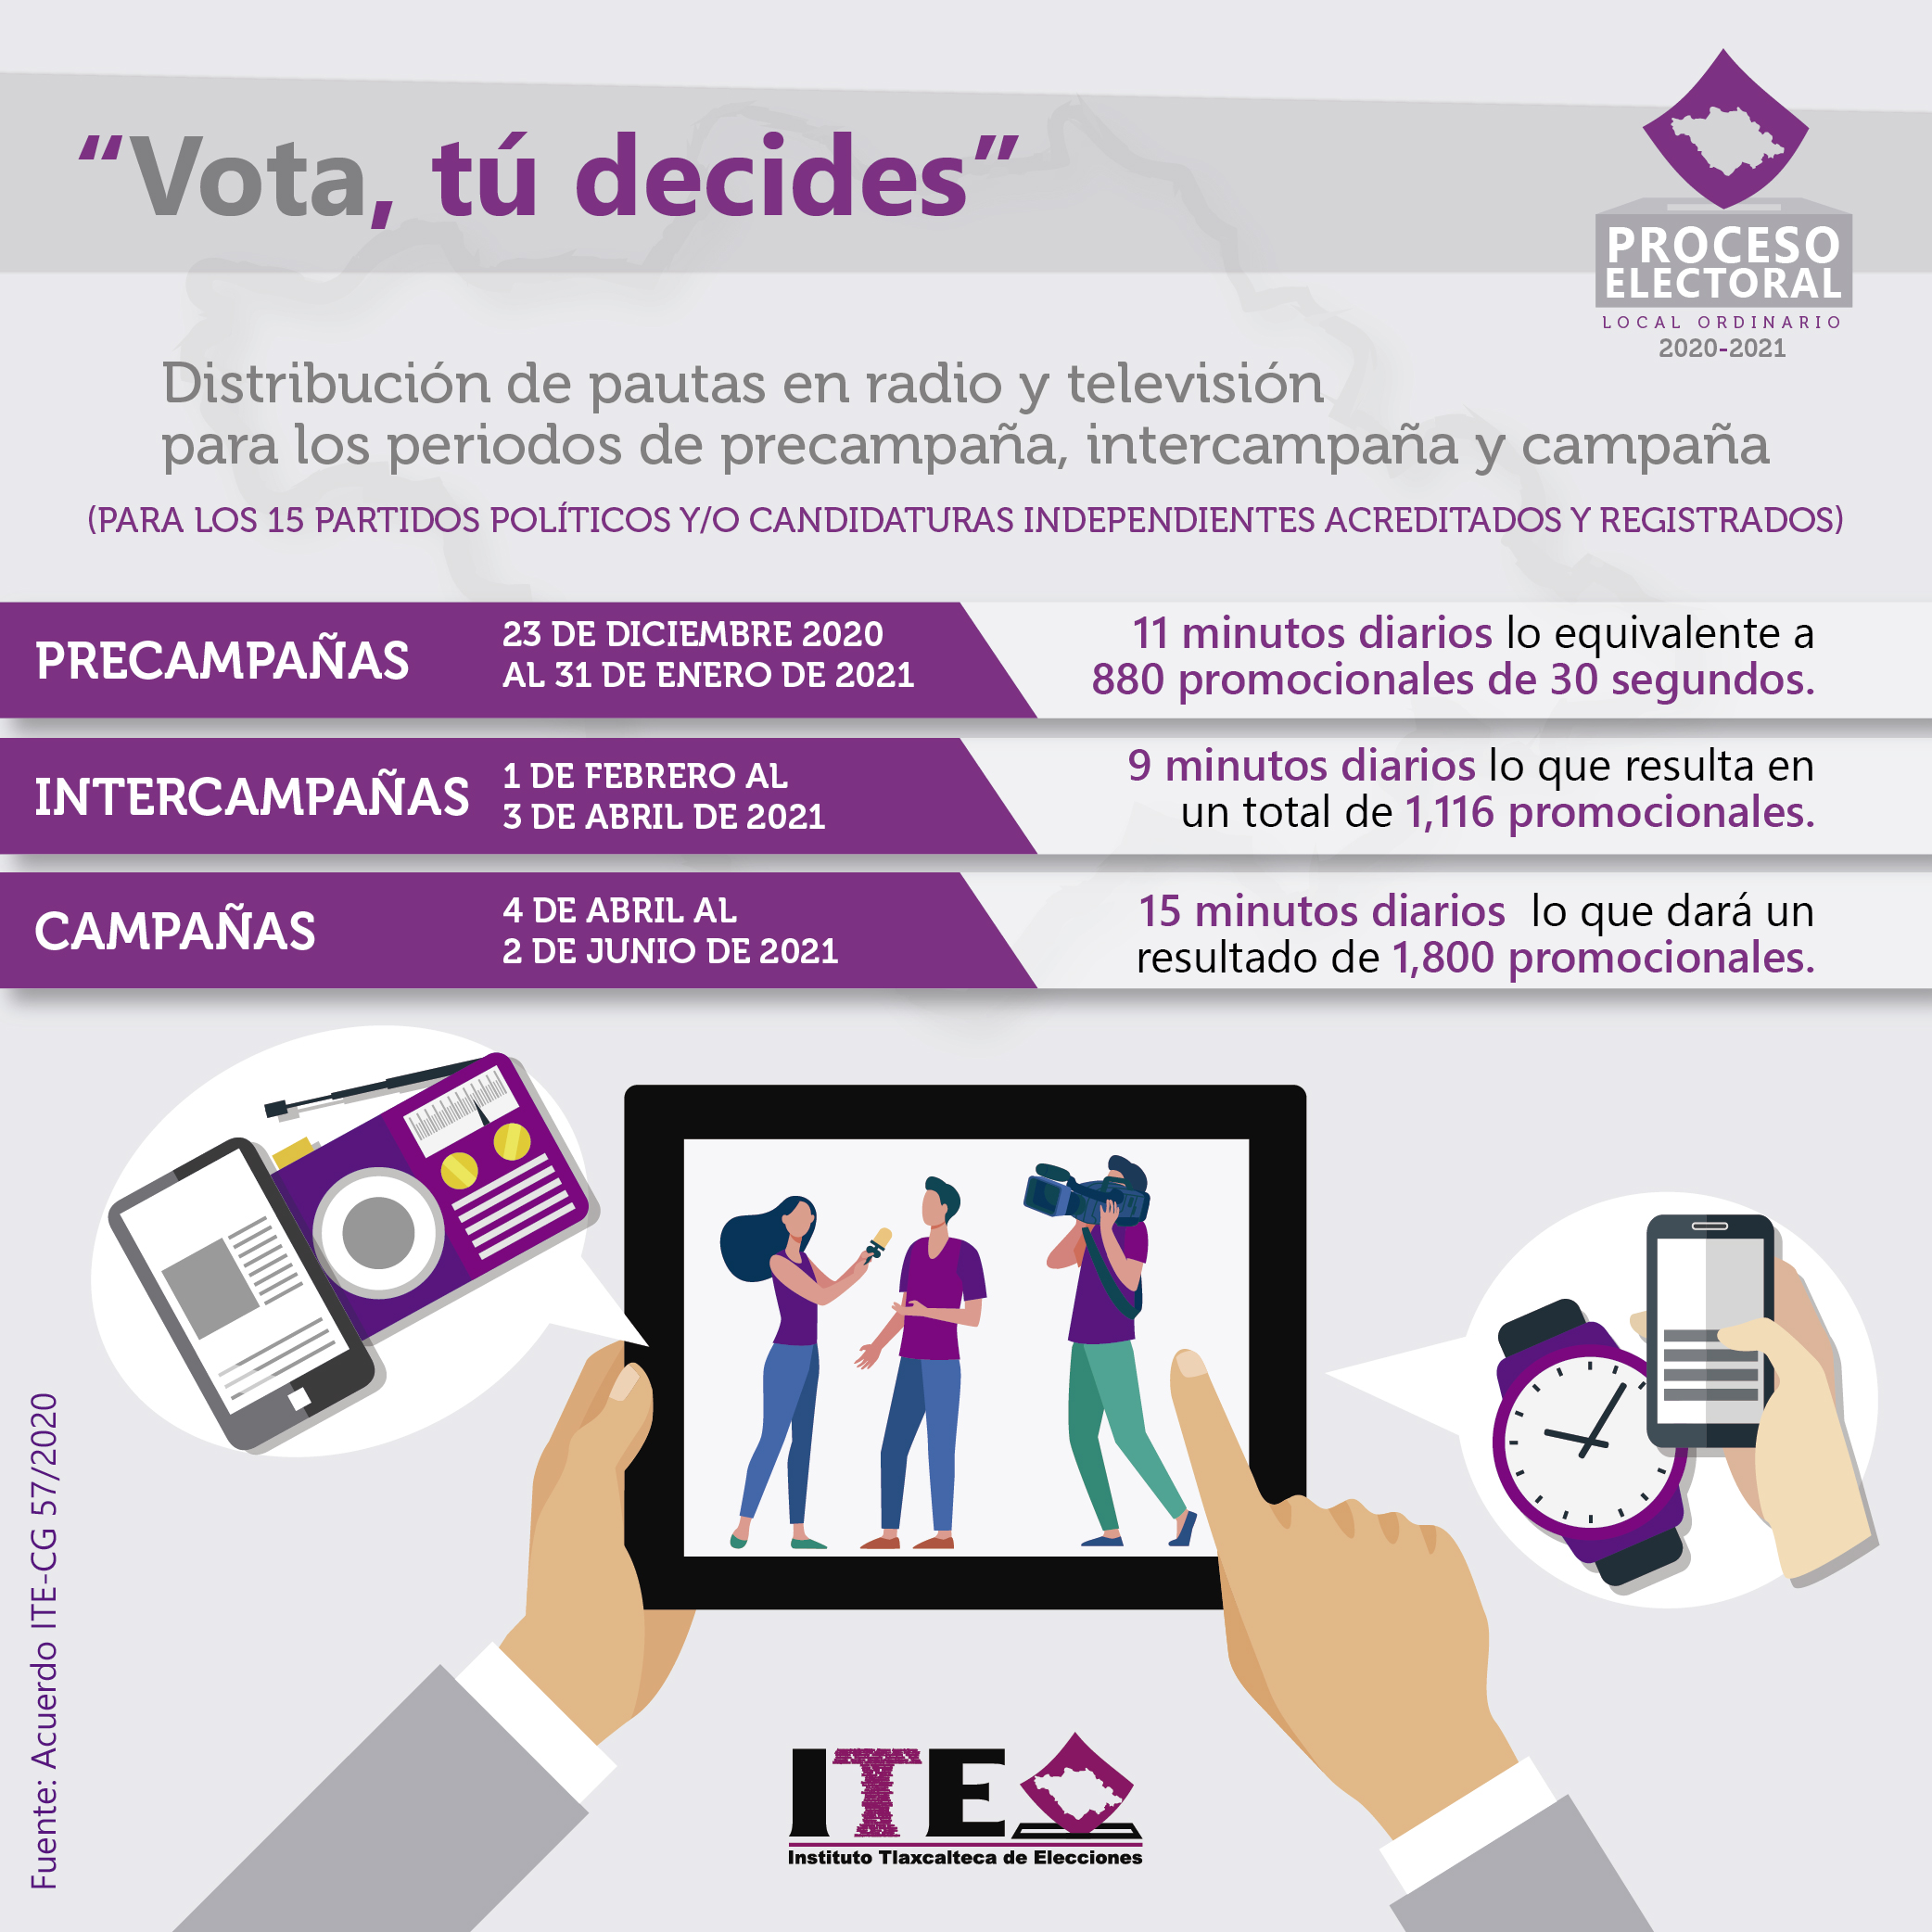 “Vota, tú decides”
PROCESO
ELECTORAL
LOCAL ORDINARIO
2020-2021
Distribución de pautas en radio y televisión
para los periodos de precampaña, intercampaña y campaña
(PARA LOS 15 PARTIDOS POLÍTICOS Y/O CANDIDATURAS INDEPENDIENTES ACREDITADOS Y REGISTRADOS)
PRECAMPAÑAS
23 DE DICIEMBRE 2020
AL 31 DE ENERO DE 2021
11 minutos diarios lo equivalente a
880 promocionales de 30 segundos.
INTERCAMPAÑAS
1 DE FEBRERO AL
3 DE ABRIL DE 2021
9 minutos diarios lo que resulta en
un total de 1,116 promocionales.
CAMPAÑAS
4 DE ABRIL AL
2 DE JUNIO DE 2021
15 minutos diarios lo que dará un
resultado de 1,800 promocionales.
Fuente: Acuerdo ITE-CG 57/2020
ITE
Instituto Tlaxcalteca de Elecciones